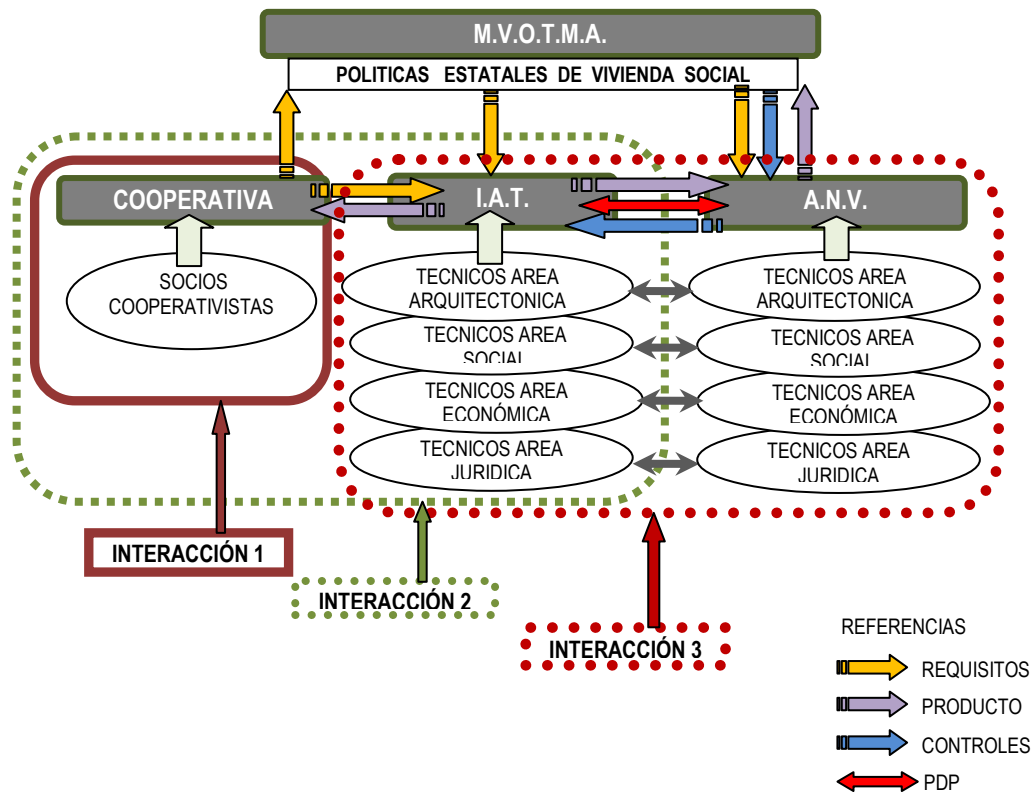 M.V.O.T.M.A.
POLITICAS ESTATALES DE VIVIENDA SOCIAL
COOPERATIVA
I.A.T.
A.N.V.
SOCIOS
COOPERATIVISTAS
TECNICOS AREA
ARQUITECTONICA
TECNICOS AREA
SOCIAL
TECNICOS AREA
ECONÓMICA
TECNICOS AREA
JURIDICA
TECNICOS AREA
ARQUITECTONICA
TECNICOS AREA
SOCIAL
TECNICOS AREA
ECONÓMICA
TECNICOS AREA
JURIDICA
INTERACCIÓN 1
INTERACCIÓN 2
INTERACCIÓN 3
REFERENCIAS
REQUISITOS
PRODUCTO
CONTROLES
PDP